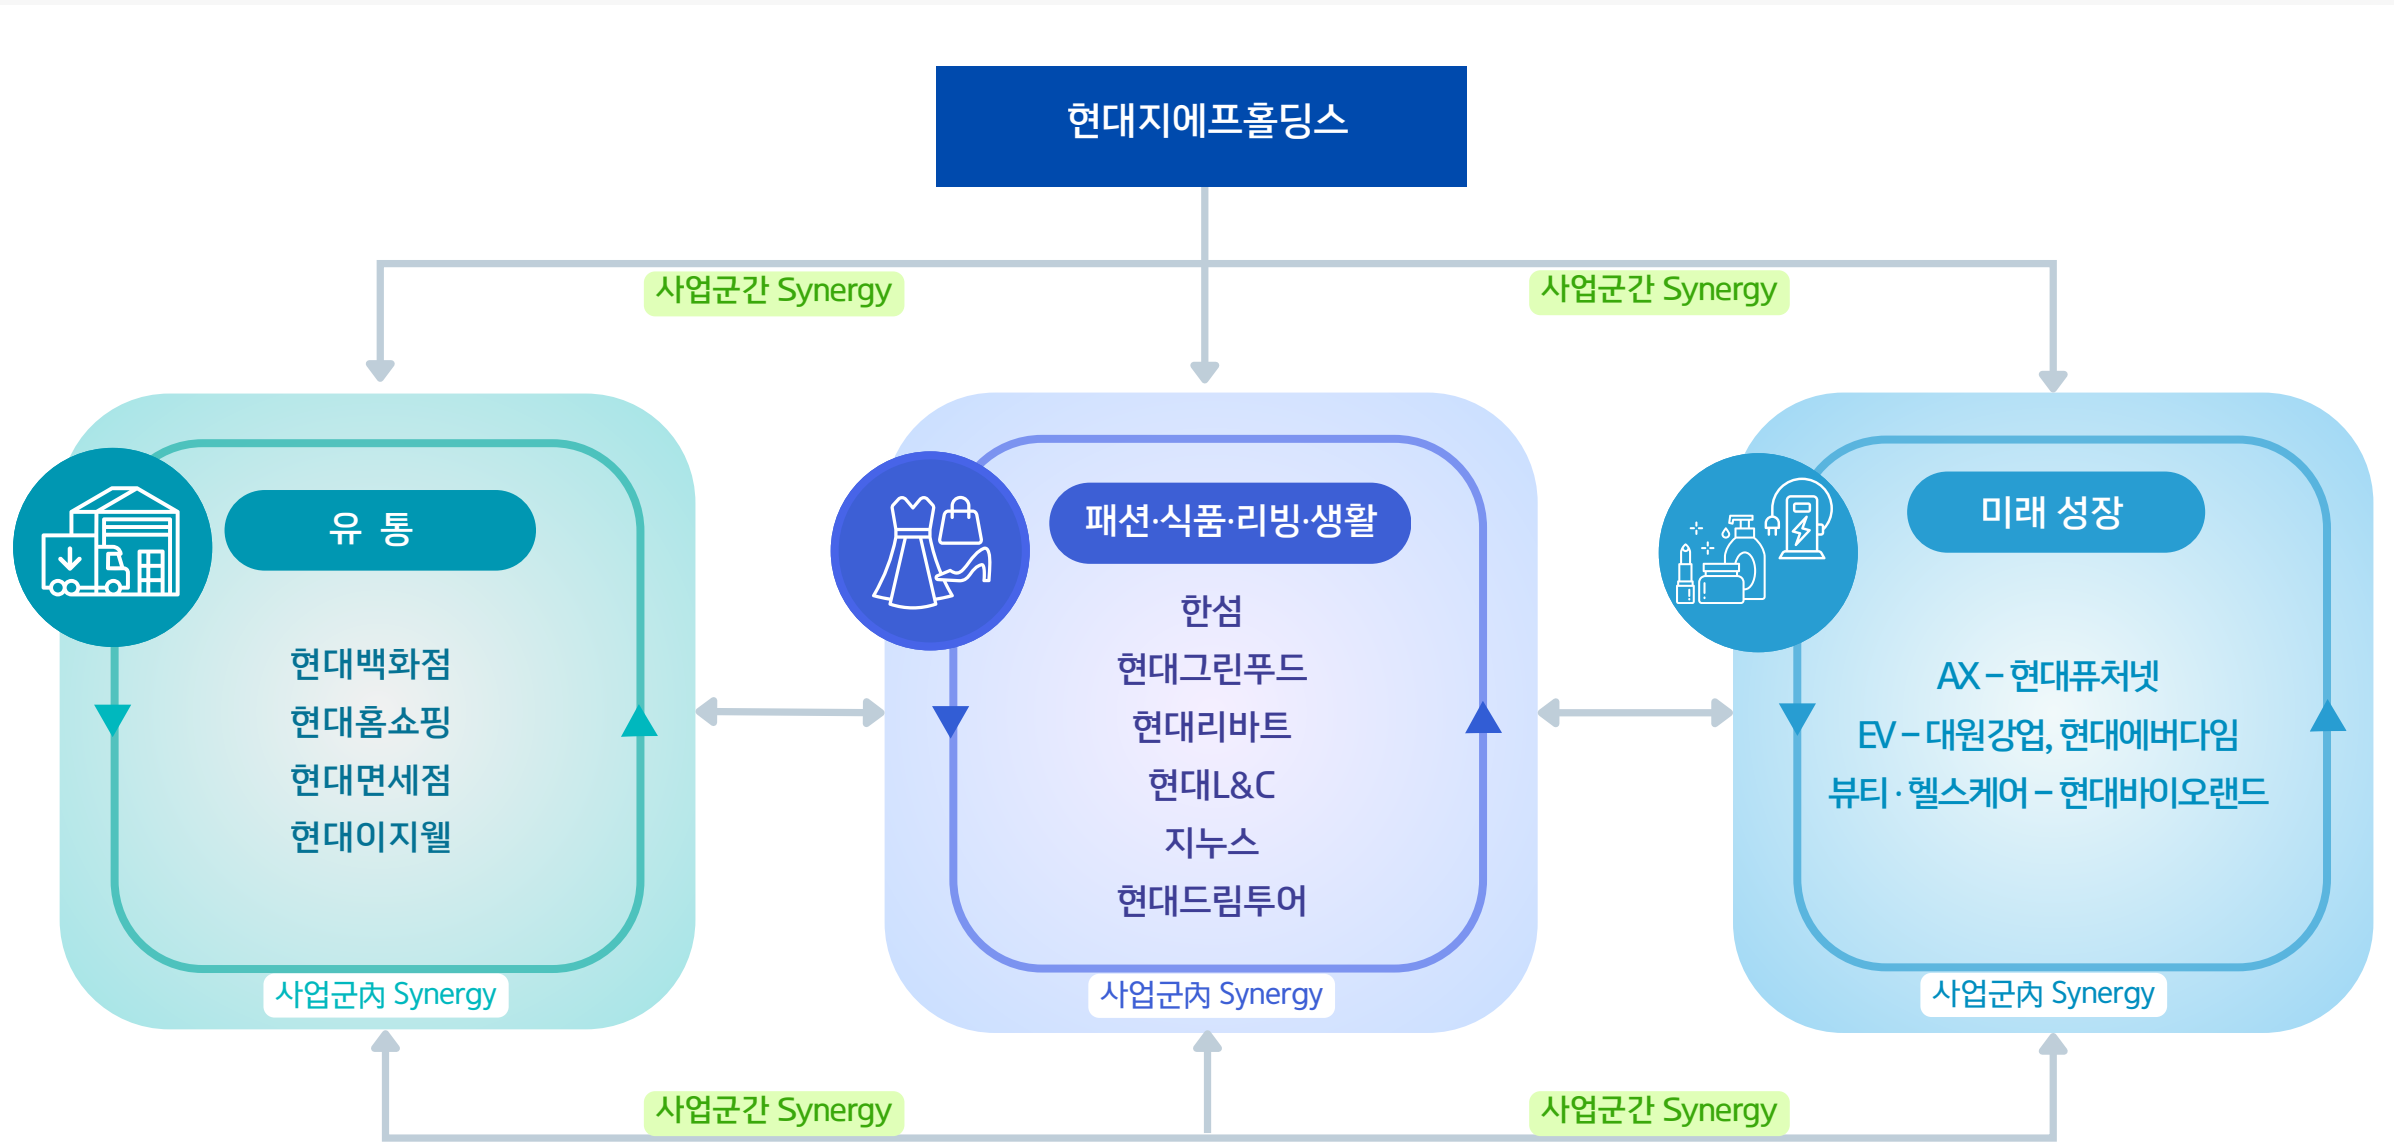 현대지에프홀딩스
사업군간 Synergy
사업군간 Synergy
유 통
현대백화점
현대홈쇼핑
현대면세점
현대이지웰
사업군內 Synergy
패션·식품·리빙·생활
한섬
현대그린푸드
현대리바트
현대L&C
지누스
현대드림투어
사업군內 Synergy
미래 성장
AX – 현대퓨처넷
EV – 대원강업, 현대에버다임
뷰티 · 헬스케어 – 현대바이오랜드
사업군內 Synergy
사업군간 Synergy
사업군간 Synergy